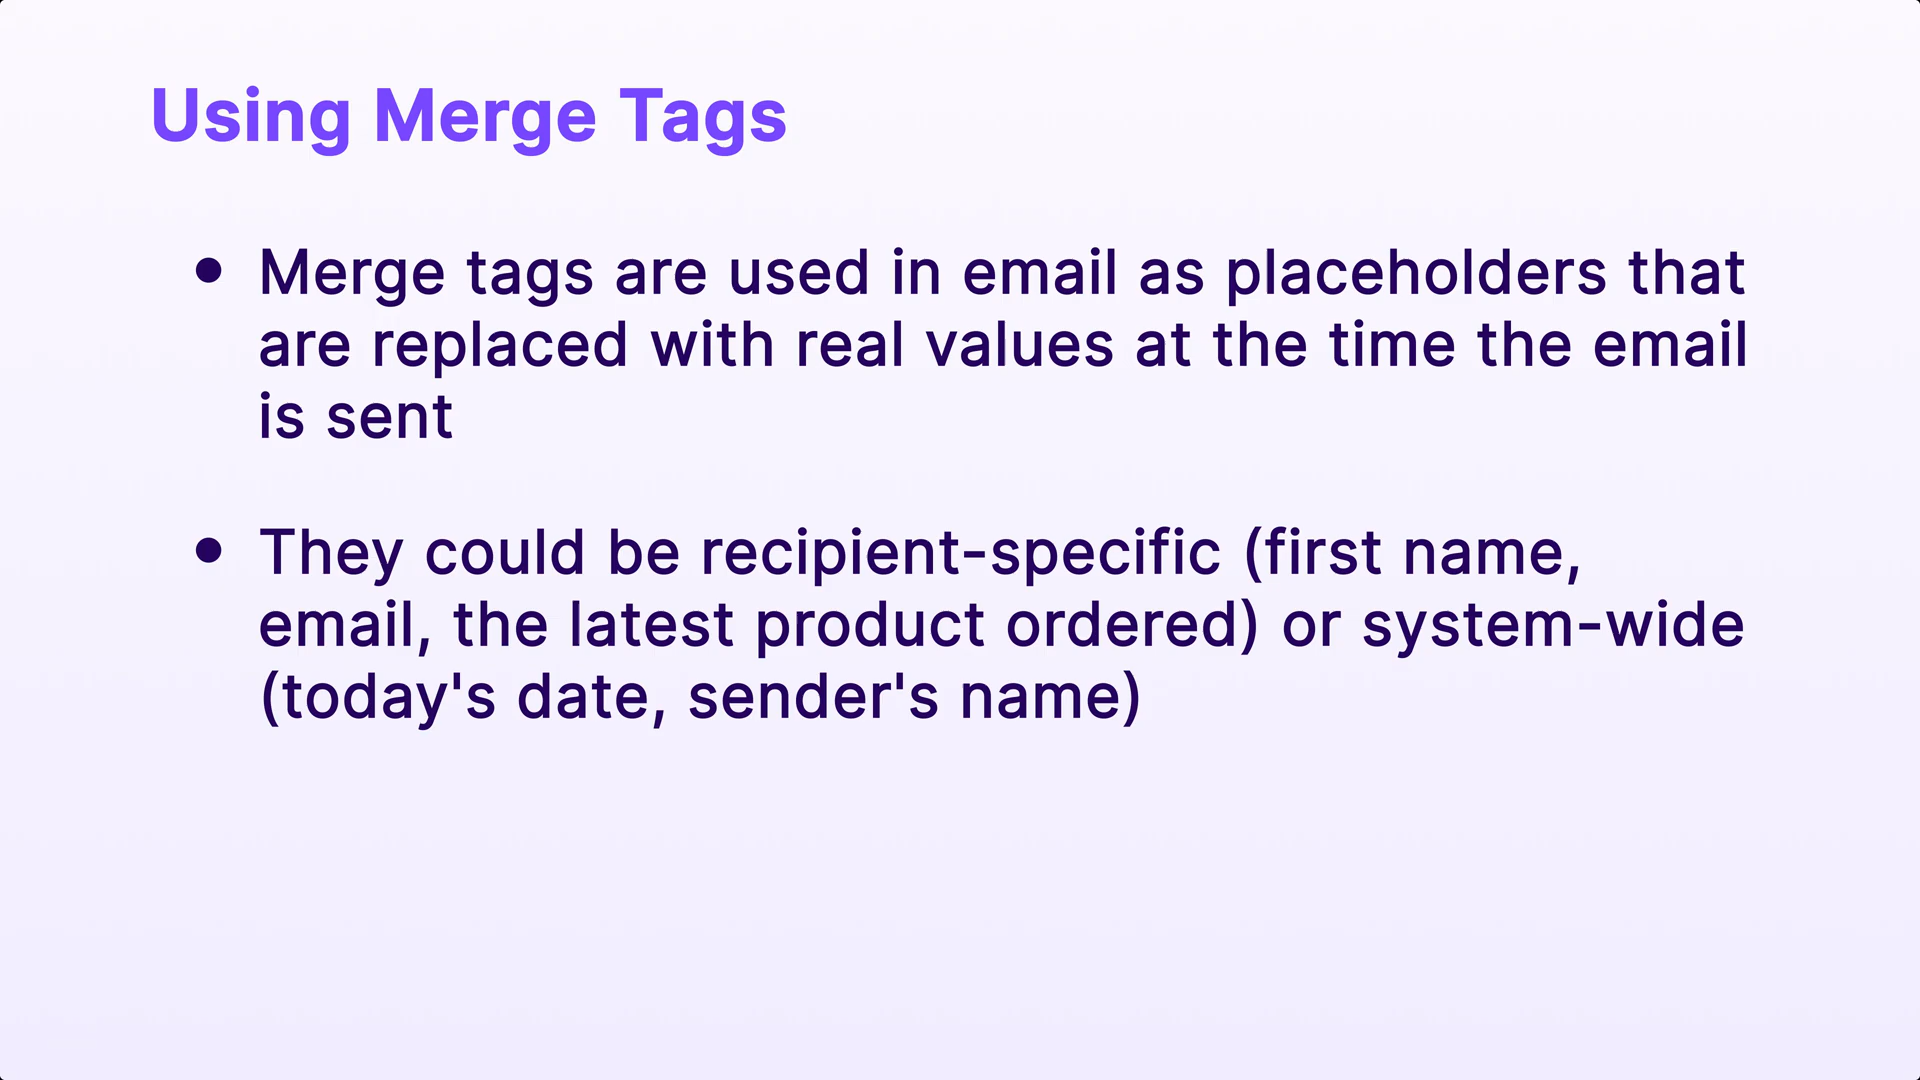 Using Merge Tags
• Merge tags are used in email as placeholders that
are replaced with real values at the time the email
is sent
• They could be recipient-specific (first name,
email, the latest product ordered) or system-wide
(today's date, sender's name)